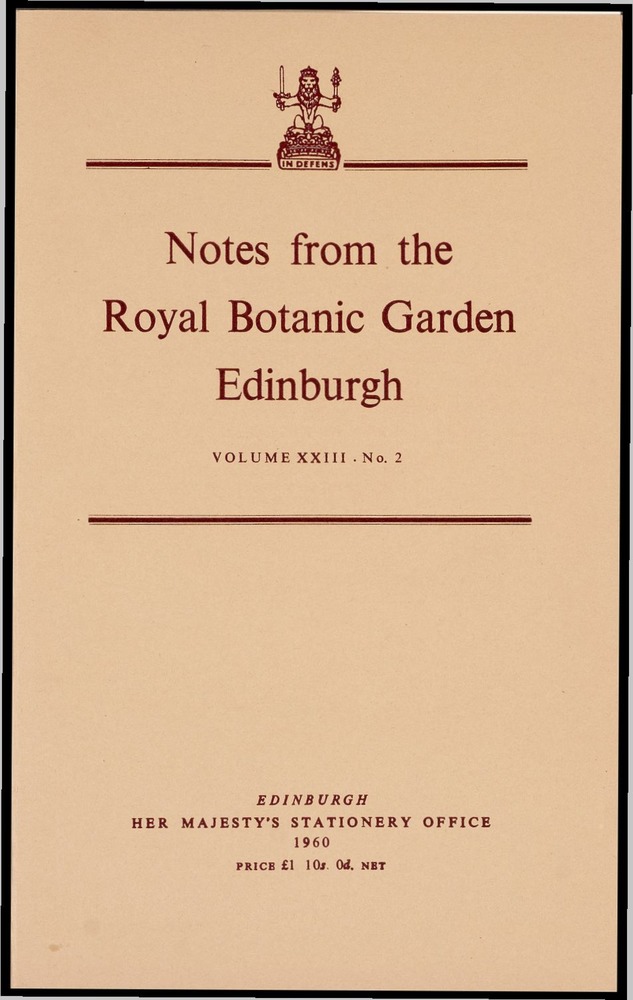 IN DEFENS
Notes from the
Royal Botanic Garden
Edinburgh
VOLUME XXIII . No. 2
EDINBURGH
HER MAJESTY'S STATIONERY OFFICE
1960
PRICE £1 10s. 0d. NET